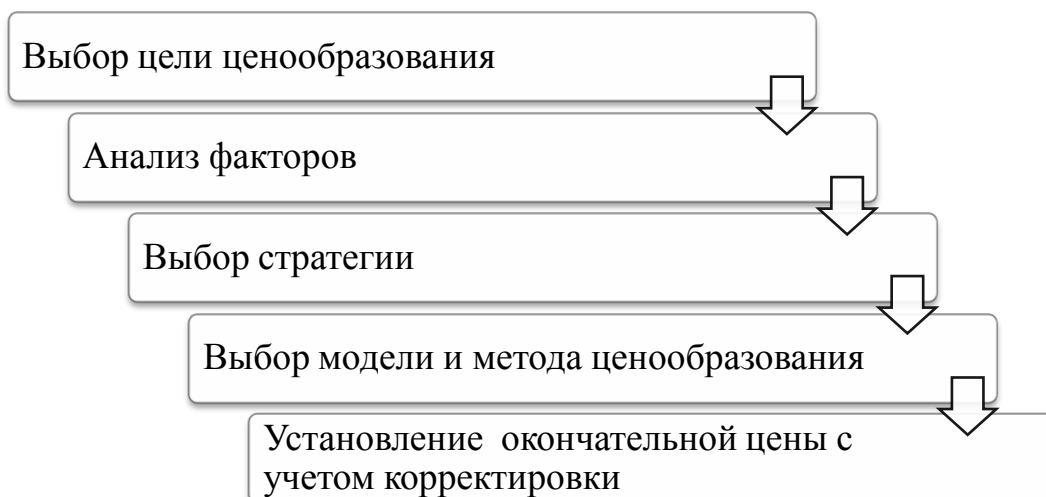 Выбор цели ценообразования
Анализ факторов
Выбор стратегии
Выбор модели и метода ценообразования
Установление окончательной цены с
учетом корректировки